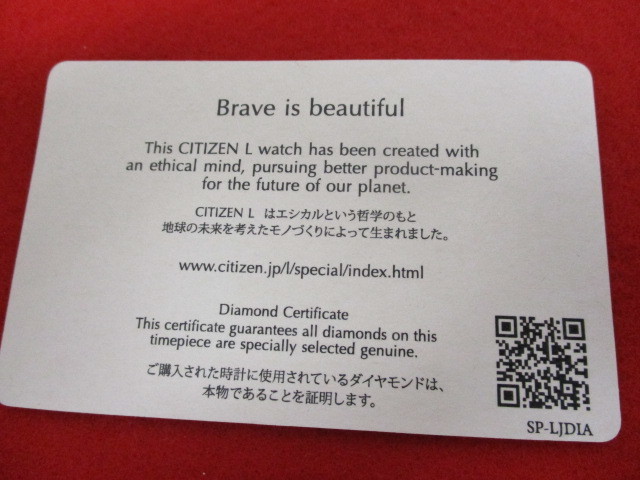 Brave is beautiful
This CITIZEN L watch has been created with
an ethical mind, pursuing better product-making
for the future of our planet.
CITIZEN L はエシカルという哲学のもと
地球の未来を考えたモノづくりによって生まれました。
www.citizen.jp/l/special/index.html
Diamond Certificate
This certificate guarantees all diamonds on this
timepiece are specially selected genuine.
ご購入された時計に使用されているダイヤモンドは、
本物であることを証明します。
SP-LJDIA